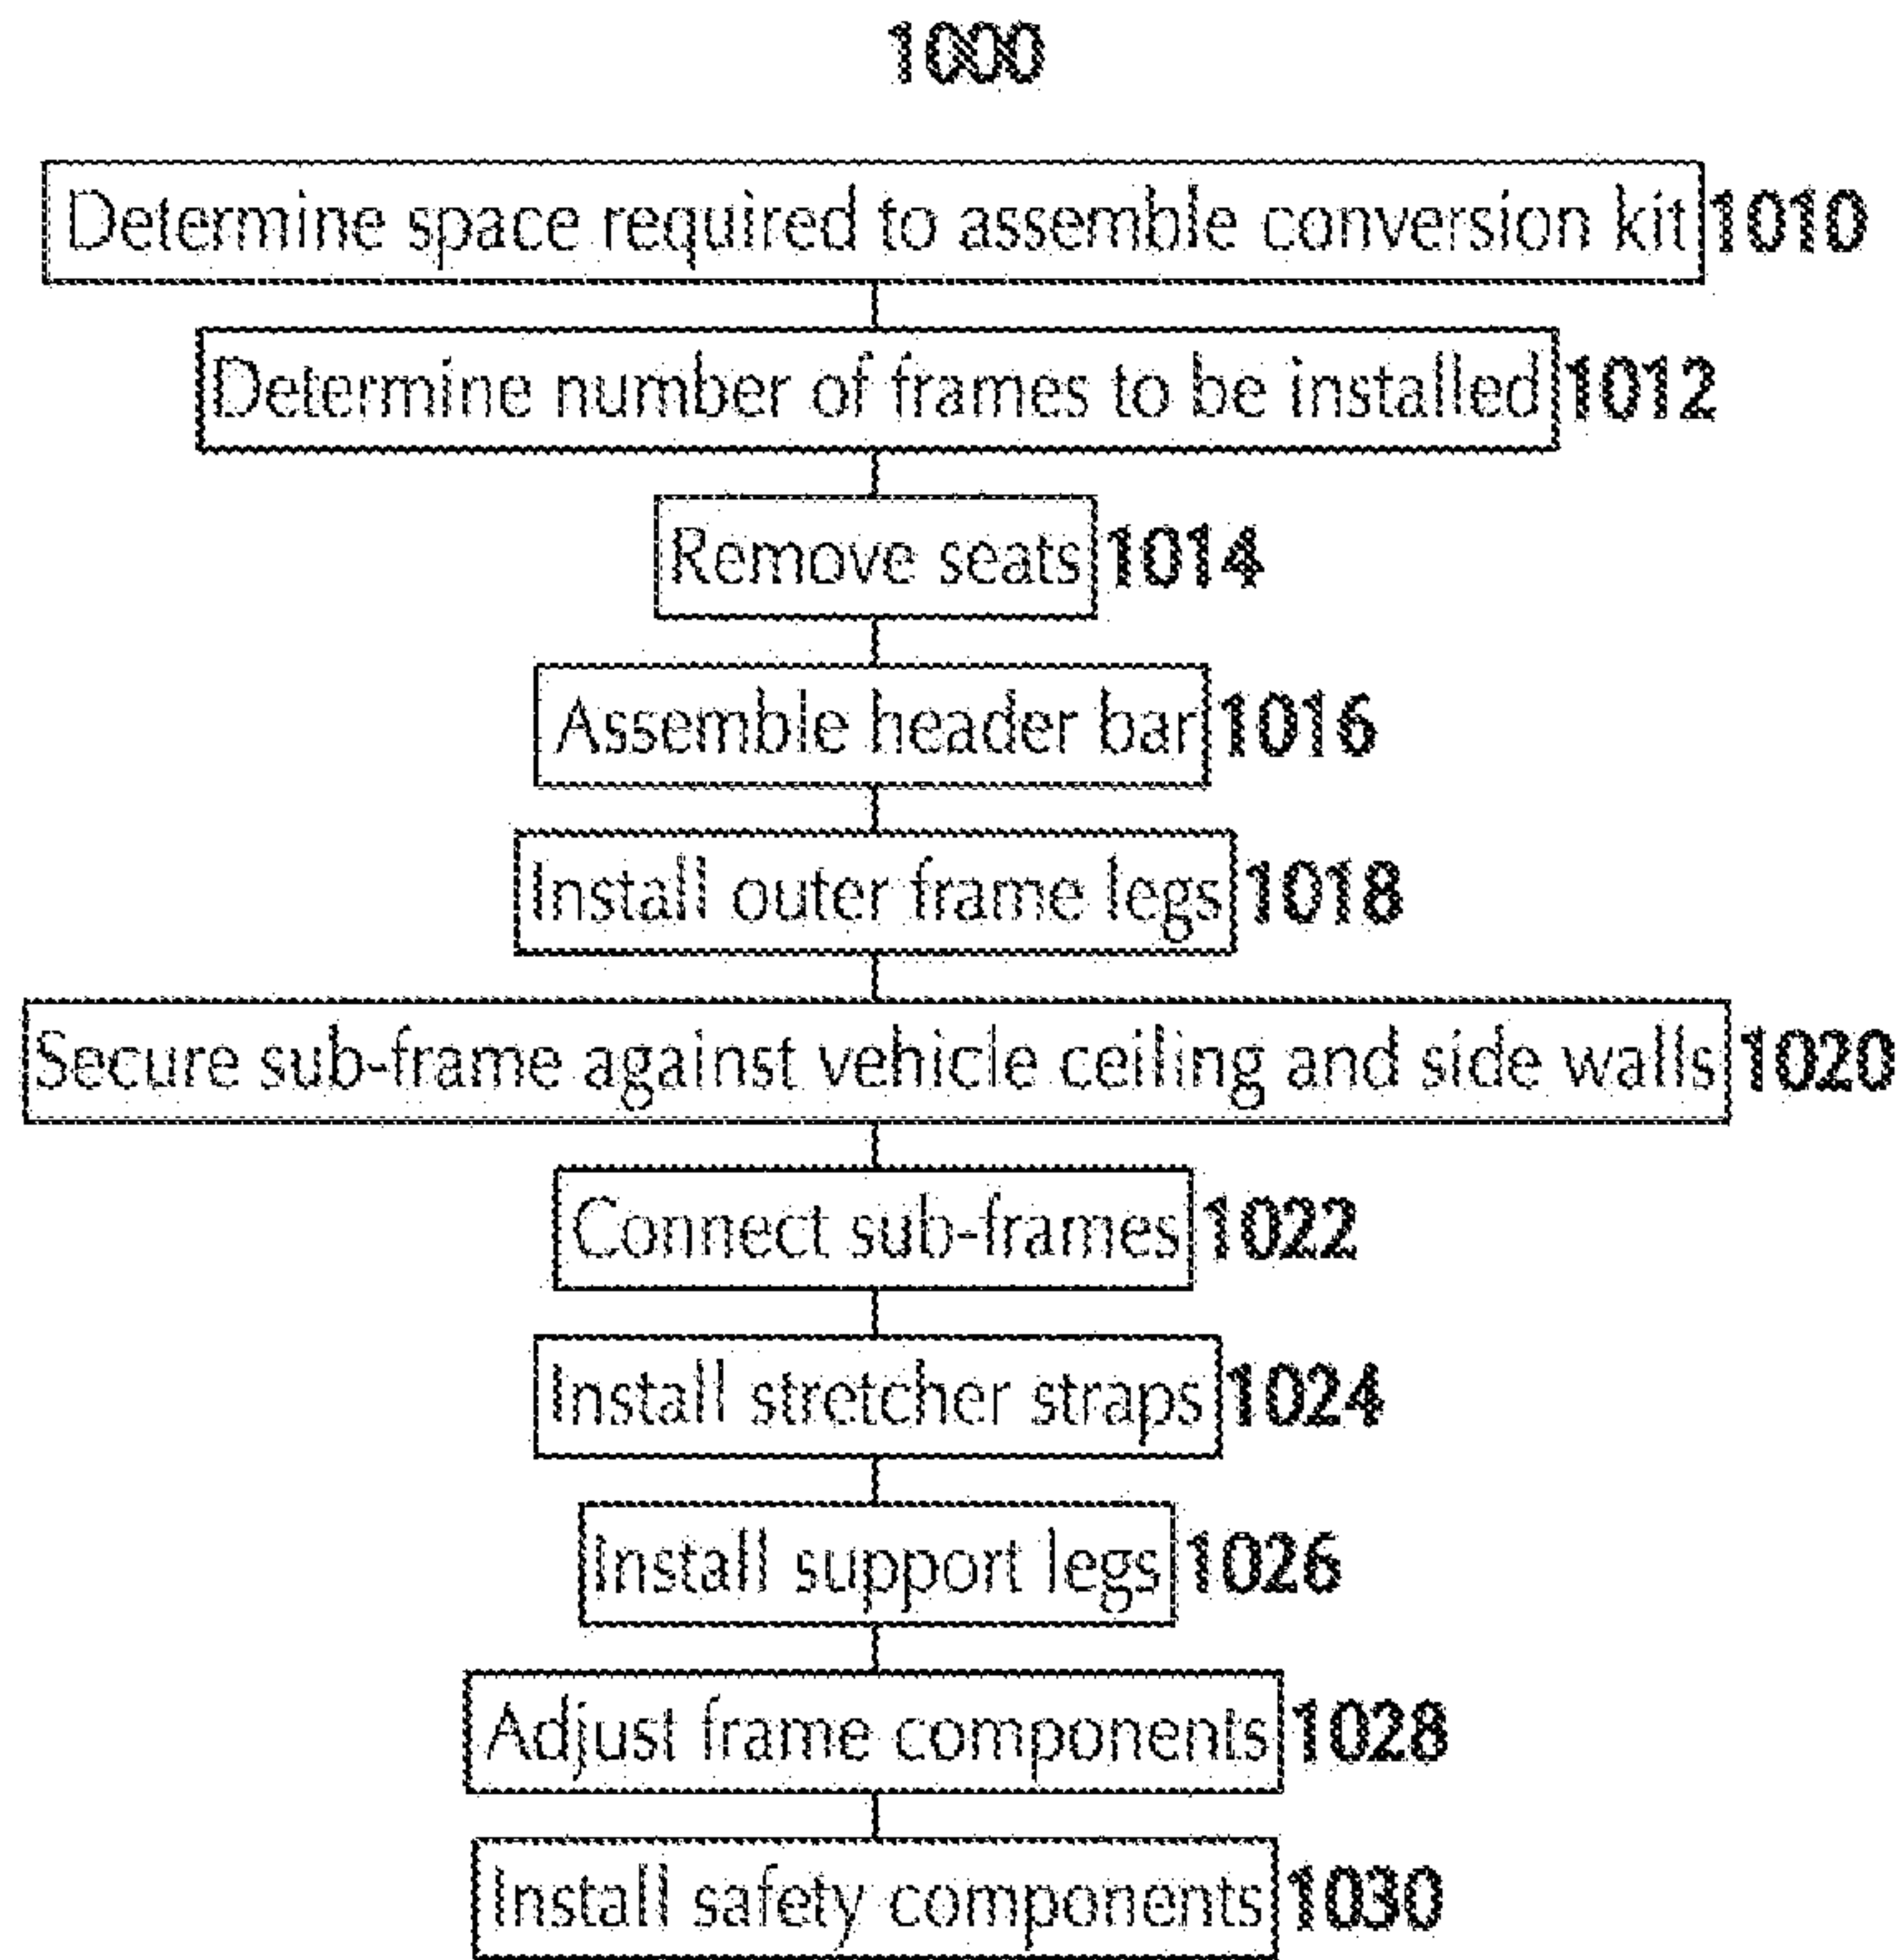 1000
Determine space required to assemble conversion kit 1010
Determine number of frames to be installed 1012
Remove seats 1014
Assemble header bar 1016
Install outer frame legs 1018
Secure sub-frame against vehicle ceiling and side walls 1020
Connect sub-frames 1022
Install stretcher straps 1024
Install support legs 1026
Adjust frame components 1028
Install safety components 1030